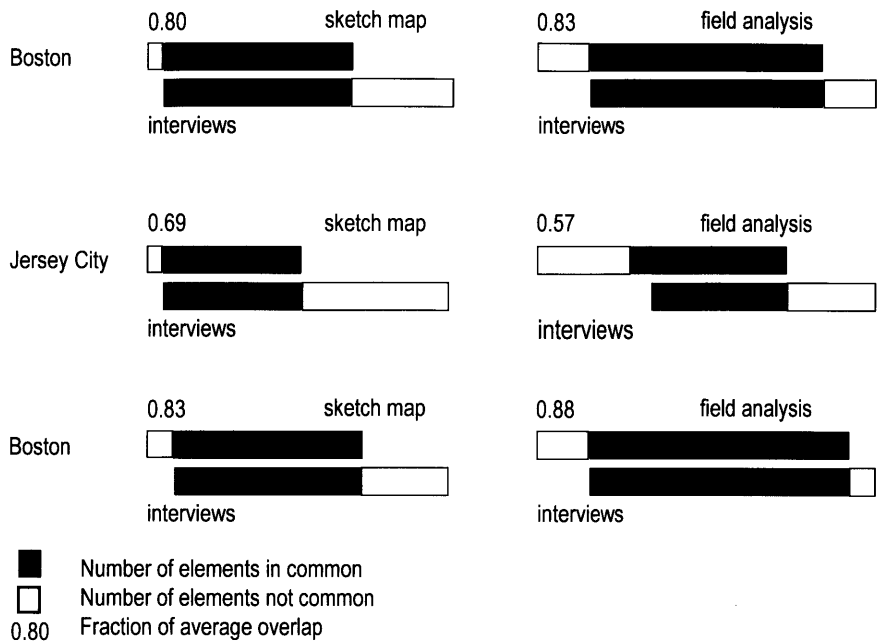 0.80 sketch map 0.83 field analysis
Boston
interviews interviews
0.69 sketch map 0.57 field analysis
Jersey City
interviews interviews
0.83 sketch map 0.88 field analysis
Boston
interviews interviews
Number of elements in common
Number of elements not common
0.80 Fraction of average overlap